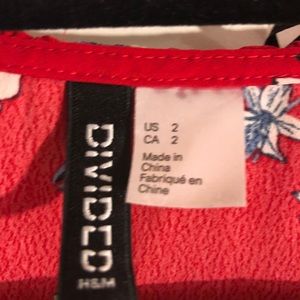 DIVIDED
H&M
US 2
CA 2
Made in
China
Fabriqué en
Chine